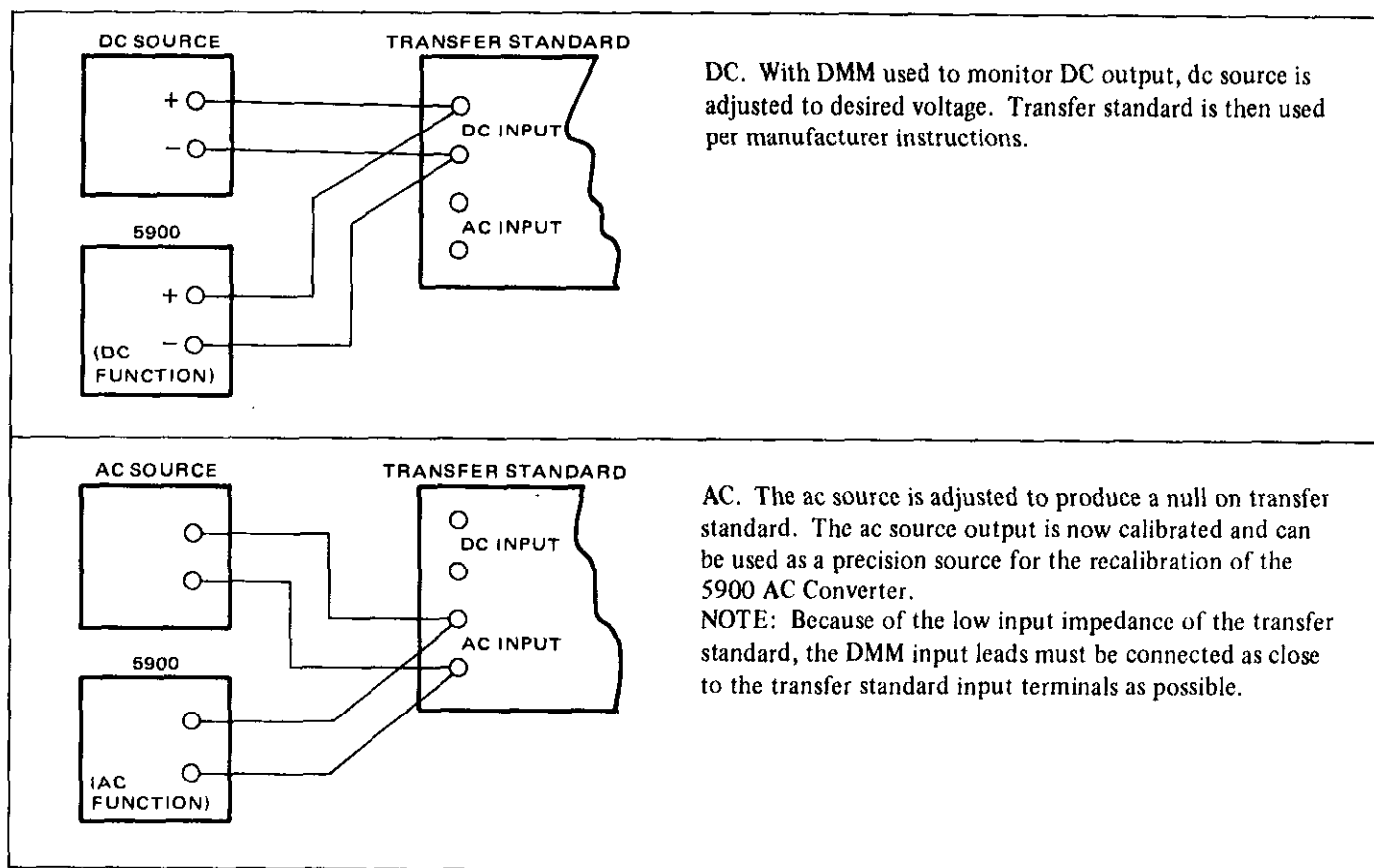 DC SOURCE
TRANSFER STANDARD
+
DC INPUT
−
AC INPUT
5900
+
−
(DC
FUNCTION)
DC. With DMM used to monitor DC output, dc source is
adjusted to desired voltage. Transfer standard is then used
per manufacturer instructions.
AC SOURCE
TRANSFER STANDARD
DC INPUT
AC INPUT
5900
(AC
FUNCTION)
AC. The ac source is adjusted to produce a null on transfer
standard. The ac source output is now calibrated and can
be used as a precision source for the recalibration of the
5900 AC Converter.
NOTE: Because of the low input impedance of the transfer
standard, the DMM input leads must be connected as close
to the transfer standard input terminals as possible.